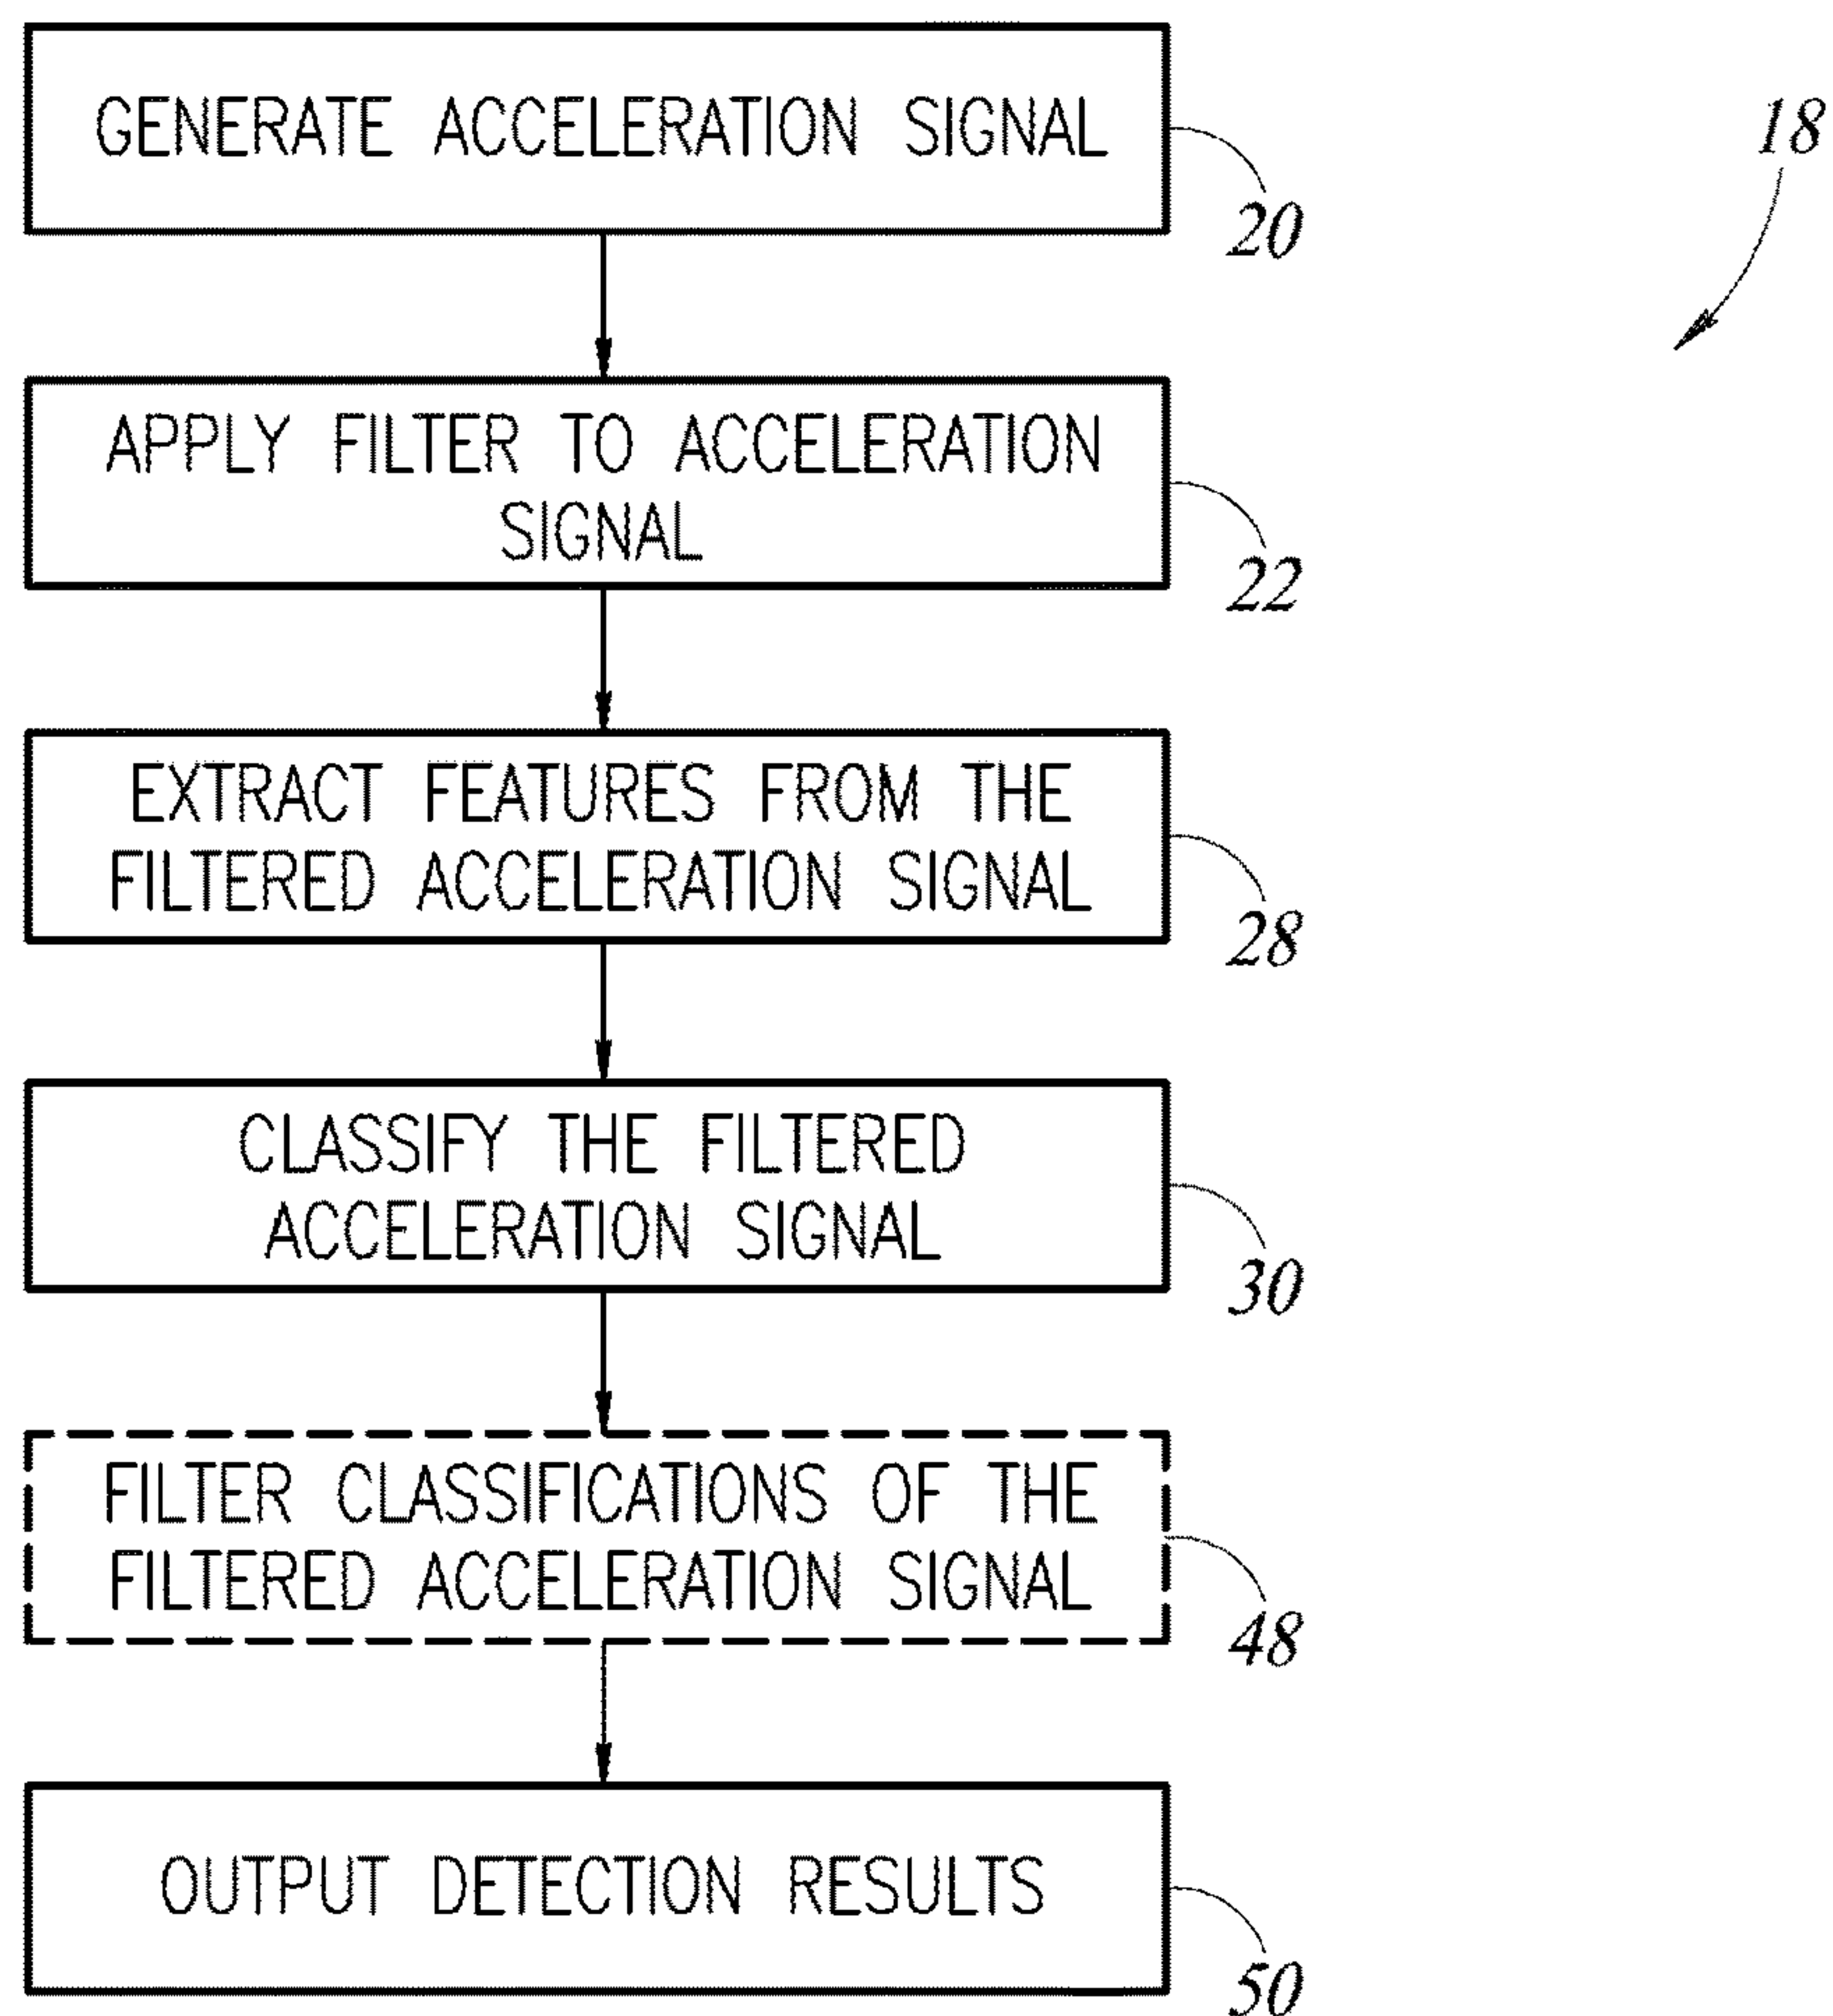 GENERATE ACCELERATION SIGNAL
20
18
APPLY FILTER TO ACCELERATION
SIGNAL
22
EXTRACT FEATURES FROM THE
FILTERED ACCELERATION SIGNAL
28
CLASSIFY THE FILTERED
ACCELERATION SIGNAL
30
FILTER CLASSIFICATIONS OF THE
FILTERED ACCELERATION SIGNAL
48
OUTPUT DETECTION RESULTS
50